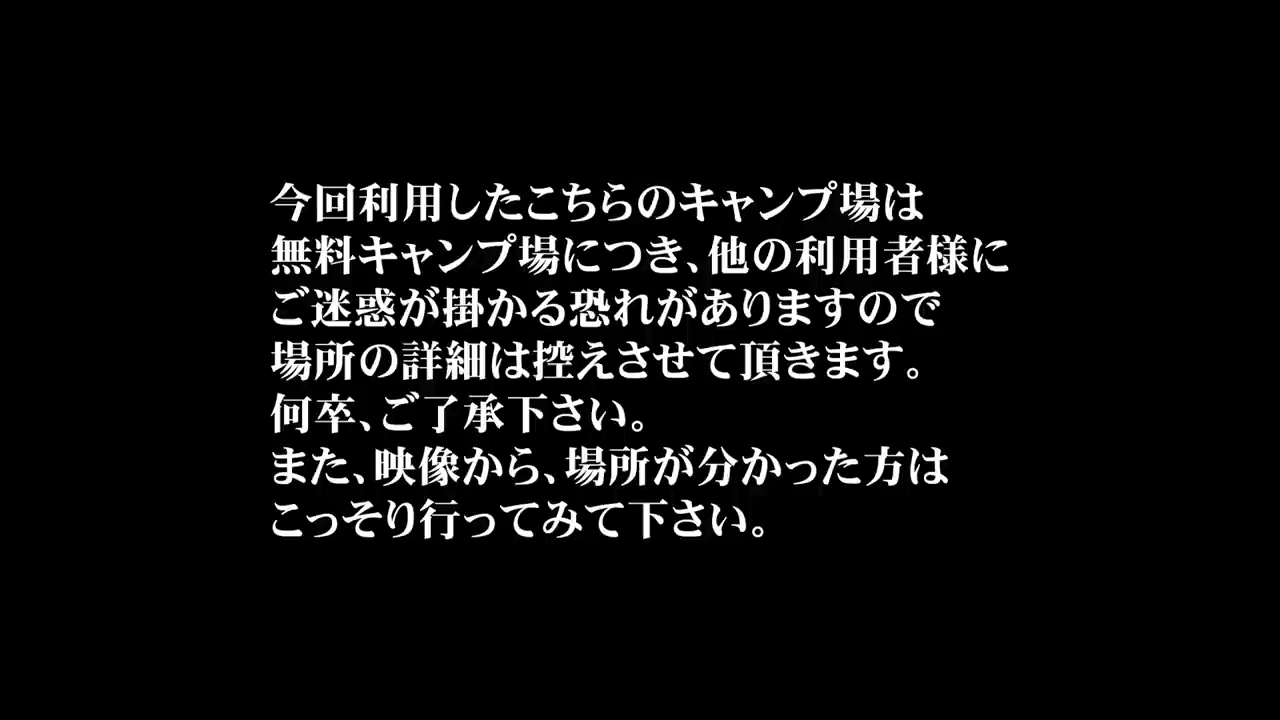 今回利用したこちらのキャンプ場は
無料キャンプ場につき、他の利用者様に
ご迷惑が掛かる恐れがありますので
場所の詳細は控えさせて頂きます。
何卒、ご了承下さい。
また、映像から、場所が分かった方は
こっそり行ってみて下さい。